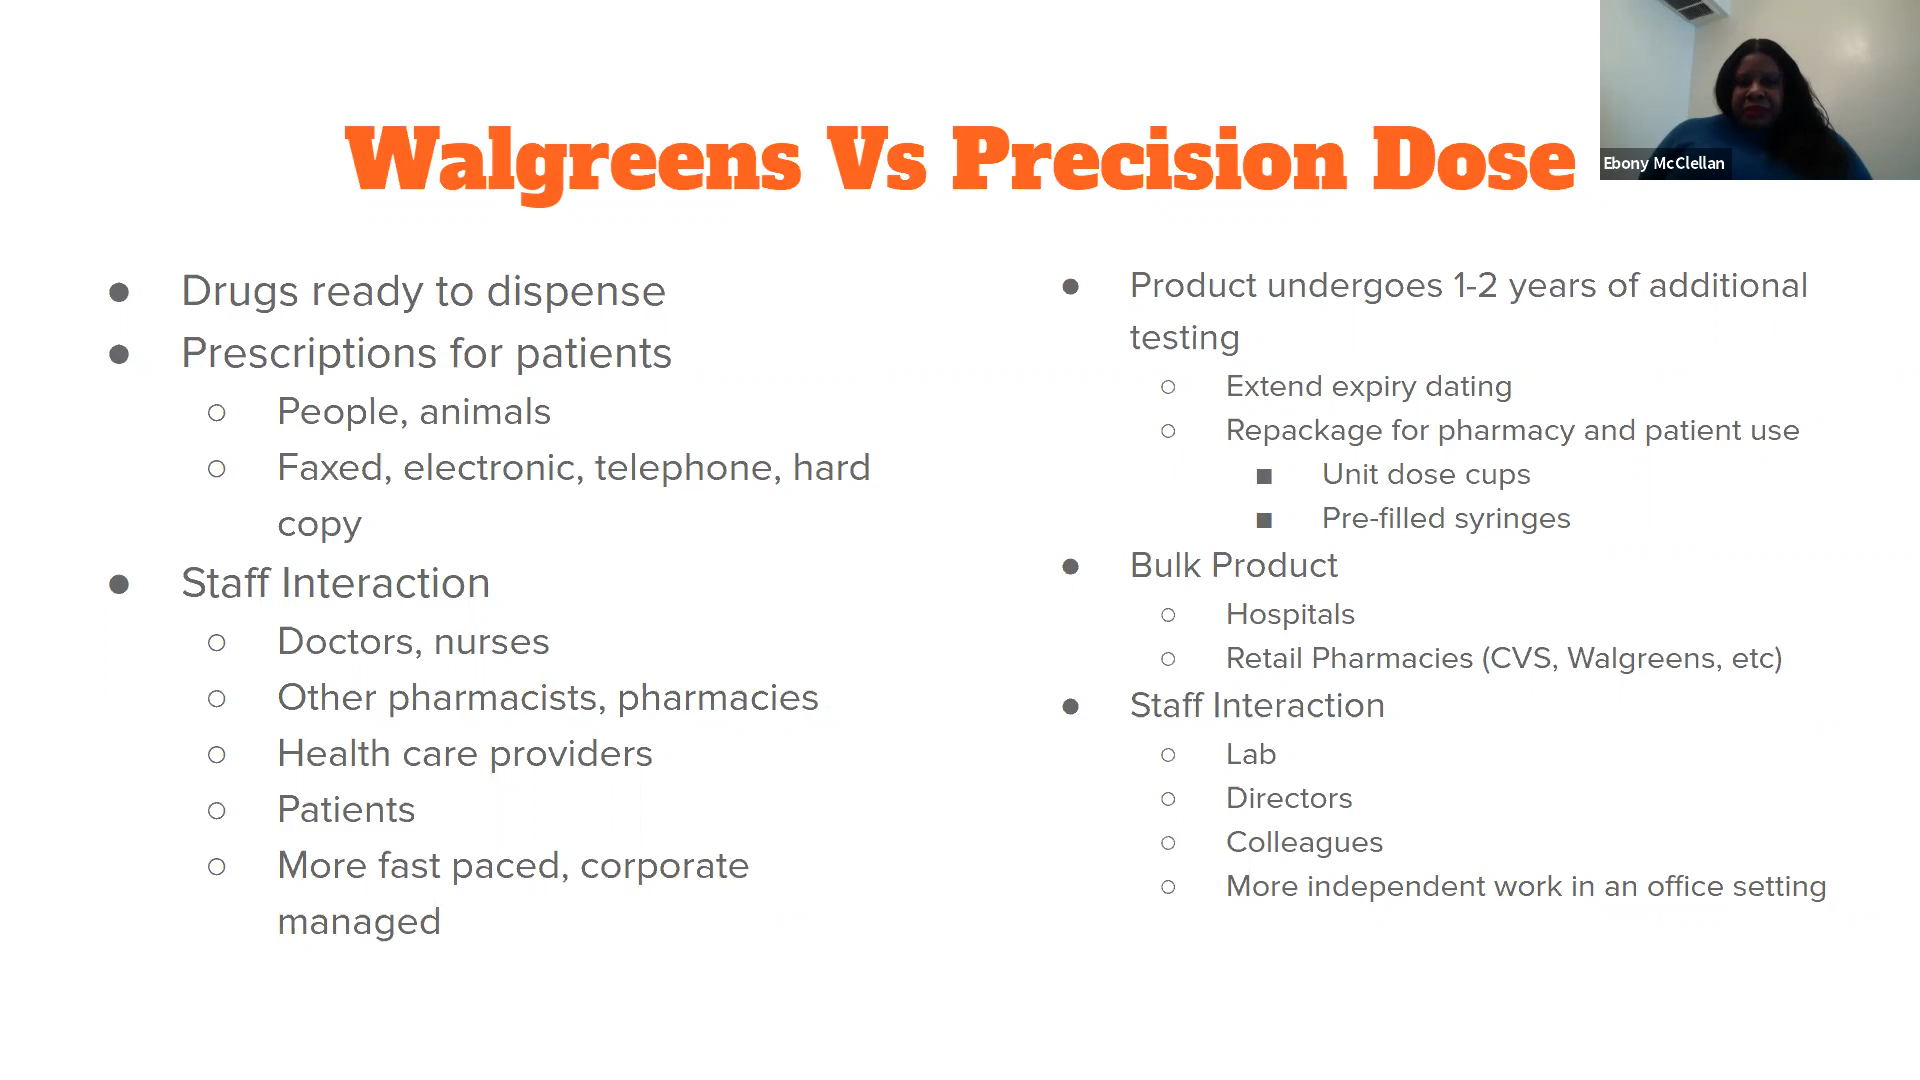 Walgreens Vs Precision Dose
Ebony McClellan
● Drugs ready to dispense
● Prescriptions for patients
○ People, animals
○ Faxed, electronic, telephone, hard
copy
● Staff Interaction
○ Doctors, nurses
○ Other pharmacists, pharmacies
○ Health care providers
○ Patients
○ More fast paced, corporate
managed
● Product undergoes 1-2 years of additional
testing
○ Extend expiry dating
○ Repackage for pharmacy and patient use
■ Unit dose cups
■ Pre-filled syringes
● Bulk Product
○ Hospitals
○ Retail Pharmacies (CVS, Walgreens, etc)
● Staff Interaction
○ Lab
○ Directors
○ Colleagues
○ More independent work in an office setting